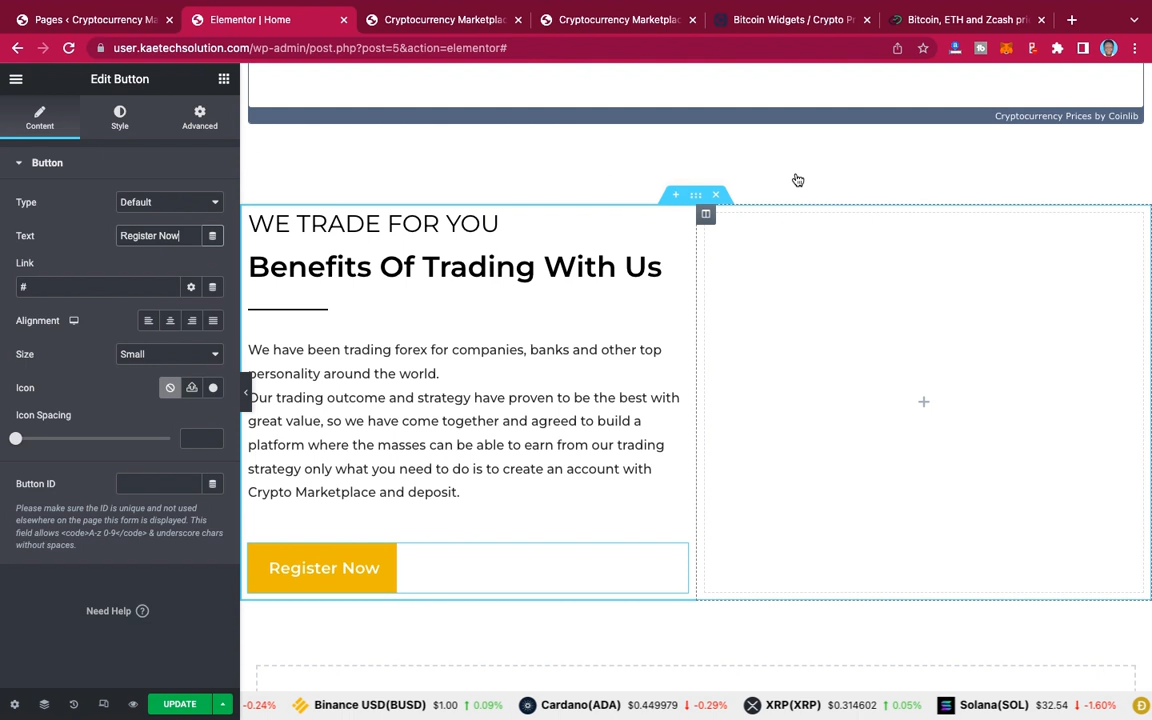 Pages ‹ Cryptocurrency Ma
Elementor | Home
Cryptocurrency Marketplac
Cryptocurrency Marketplac
Bitcoin Widgets / Crypto Pr
Bitcoin, ETH and Zcash pri
user.kaetechsolution.com/wp-admin/post.php?post=5&action=elementor#
Edit Button
Content
Style
Advanced
Button
Type
Default
Text
Register Now
Link
#
Alignment
Size
Small
Icon
Icon Spacing
Button ID
Please make sure the ID is unique and not used
elsewhere on the page this form is displayed. This
field allows <code>A-z 0-9</code> & underscore chars
without spaces.
Need Help
UPDATE
Cryptocurrency Prices by Coinlib
WE TRADE FOR YOU
Benefits Of Trading With Us
We have been trading forex for companies, banks and other top
personality around the world.
Our trading outcome and strategy have proven to be the best with
great value, so we have come together and agreed to build a
platform where the masses can be able to earn from our trading
strategy only what you need to do is to create an account with
Crypto Marketplace and deposit.
Register Now
-0.24% Binance USD(BUSD) $1.00 ↑ 0.09% Cardano(ADA) $0.449979 ↓ -0.29% XRP(XRP) $0.314602 ↑ 0.05% Solana(SOL) $32.54 ↓ -1.60%